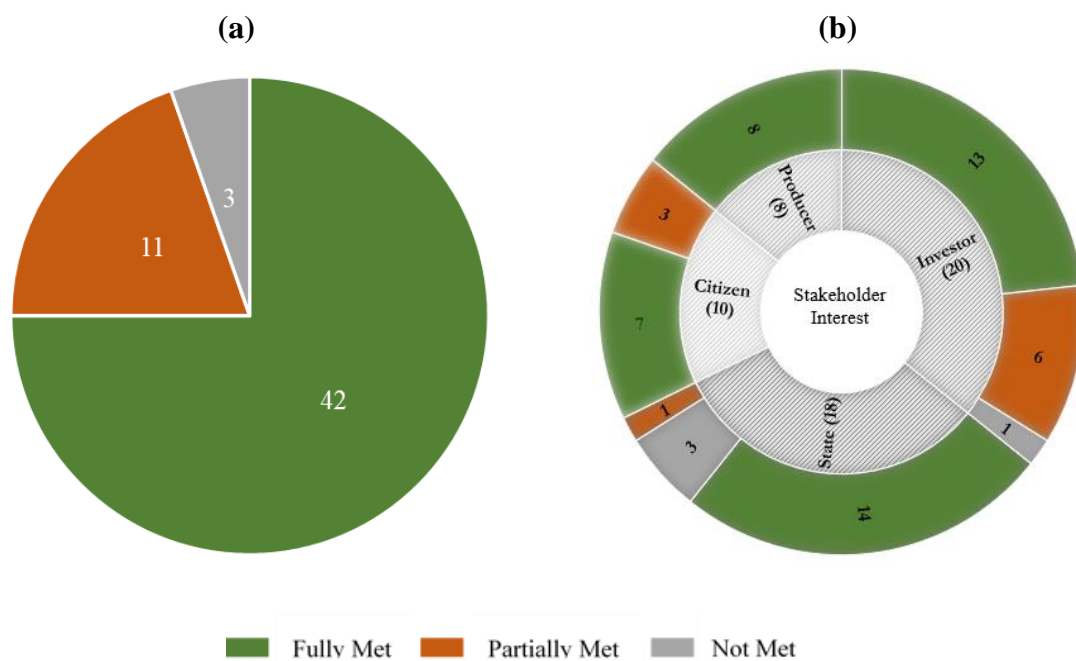 (a)
(b)
3
11
42
8
13
3
Producer
(8)
Investor
(20)
Citizen
(10)
Stakeholder
Interest
7
6
1
State (18)
1
3
14
Fully Met
Partially Met
Not Met